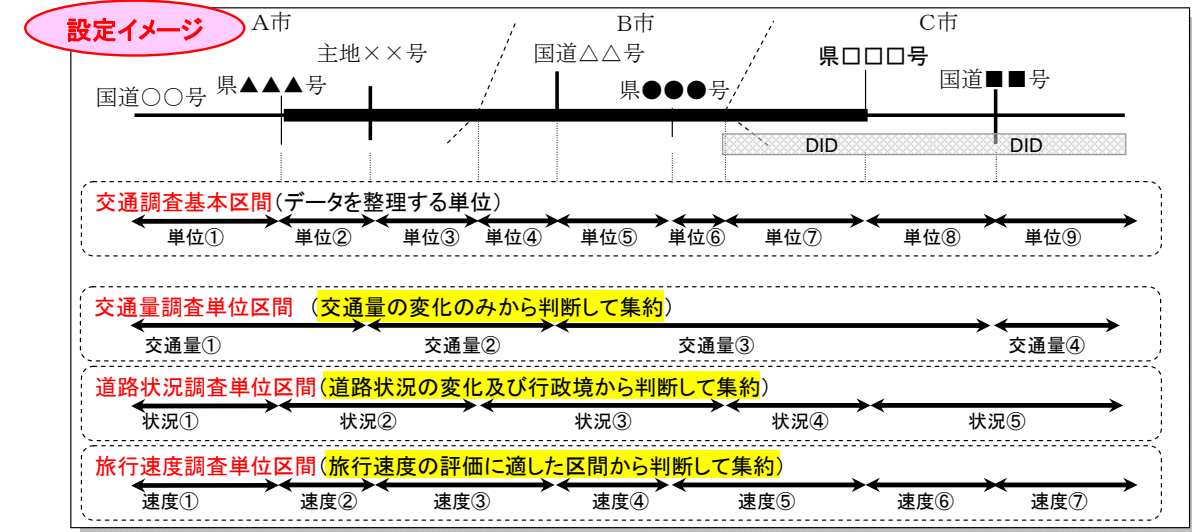 設定イメージ
A市
B市
C市
主地××号
国道△△号
県□□□号
国道○○号
県▲▲▲号
県●●●号
国道■■号
DID
DID
交通調査基本区間(データを整理する単位)
単位①
単位②
単位③
単位④
単位⑤
単位⑥
単位⑦
単位⑧
単位⑨
交通量調査単位区間 (交通量の変化のみから判断して集約)
交通量①
交通量②
交通量③
交通量④
道路状況調査単位区間(道路状況の変化及び行政境から判断して集約)
状況①
状況②
状況③
状況④
状況⑤
旅行速度調査単位区間(旅行速度の評価に適した区間から判断して集約)
速度①
速度②
速度③
速度④
速度⑤
速度⑥
速度⑦